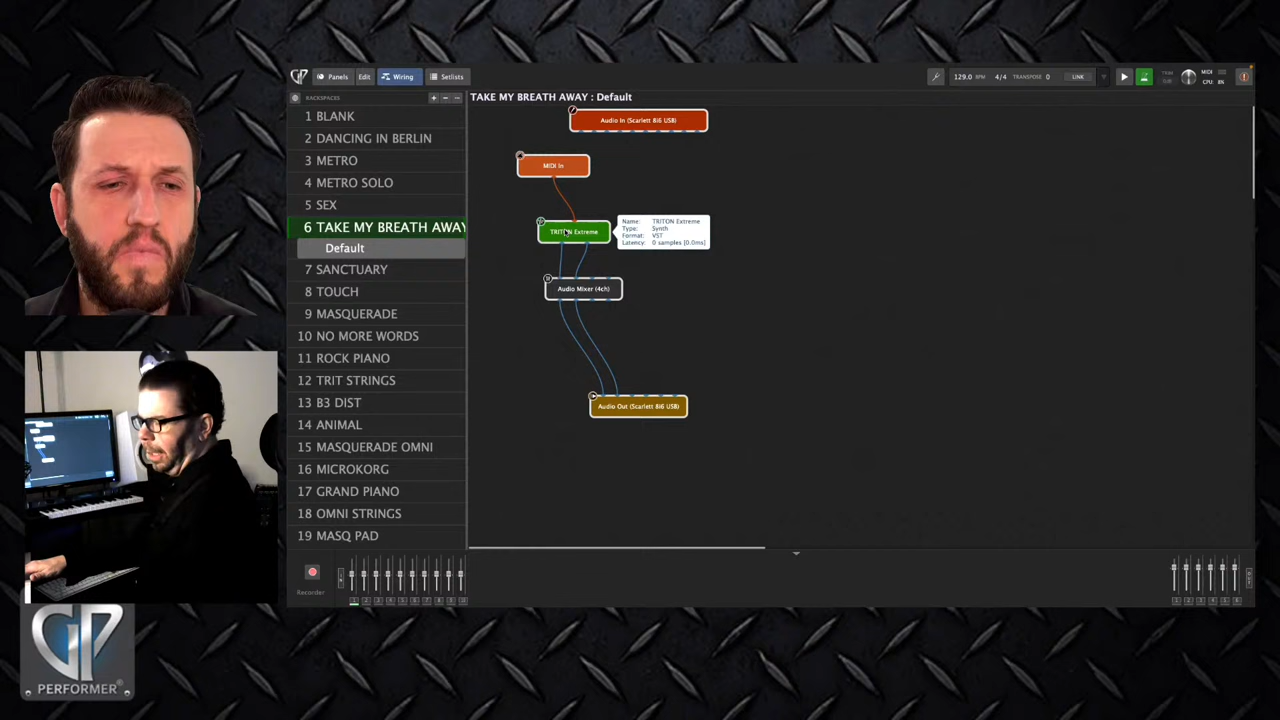 Panels
Edit
Wiring
Setlists
129.0 BPM 4/4 TRANSPOSE 0
LINK
MIDI
CPU: 8%
RACKSPACES
TAKE MY BREATH AWAY : Default
1 BLANK
2 DANCING IN BERLIN
3 METRO
4 METRO SOLO
5 SEX
6 TAKE MY BREATH AWAY
Default
7 SANCTUARY
8 TOUCH
9 MASQUERADE
10 NO MORE WORDS
11 ROCK PIANO
12 TRIT STRINGS
13 B3 DIST
14 ANIMAL
15 MASQUERADE OMNI
16 MICROKORG
17 GRAND PIANO
18 OMNI STRINGS
19 MASQ PAD
Audio In (Scarlett 8i6 USB)
MIDI In
TRITON Extreme
Name: TRITON Extreme
Type: Synth
Format: VST
Latency: 0 samples [0.0ms]
Audio Mixer (4ch)
Audio Out (Scarlett 8i6 USB)
Recorder
GP
PERFORMER